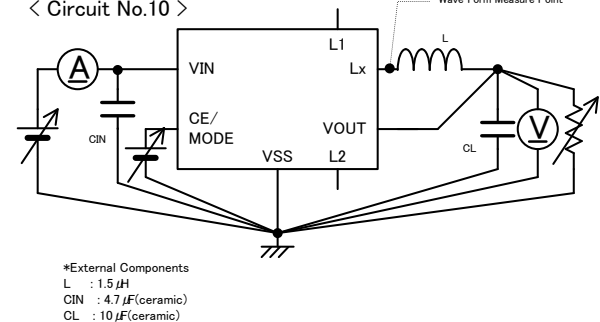 < Circuit No.10 >
Wave Form Measure Point
L1
L
A
VIN
Lx
CE/
MODE
VOUT
V
CIN
CL
VSS
L2
*External Components
L : 1.5 μH
CIN : 4.7 μF(ceramic)
CL : 10 μF(ceramic)